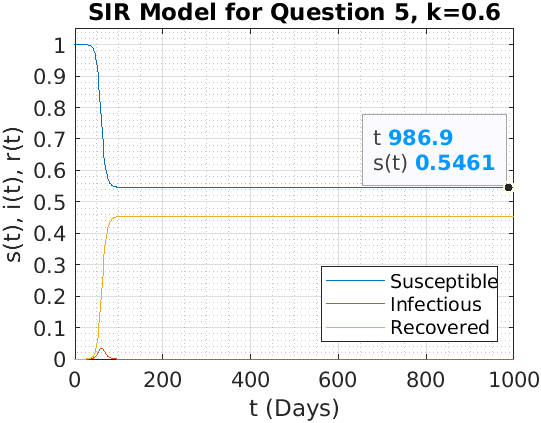 SIR Model for Question 5, k=0.6
s(t), i(t), r(t)
1
0.9
0.8
0.7
0.6
0.5
0.4
0.3
0.2
0.1
0
t 986.9
s(t) 0.5461
Susceptible
Infectious
Recovered
0 200 400 600 800 1000
t (Days)